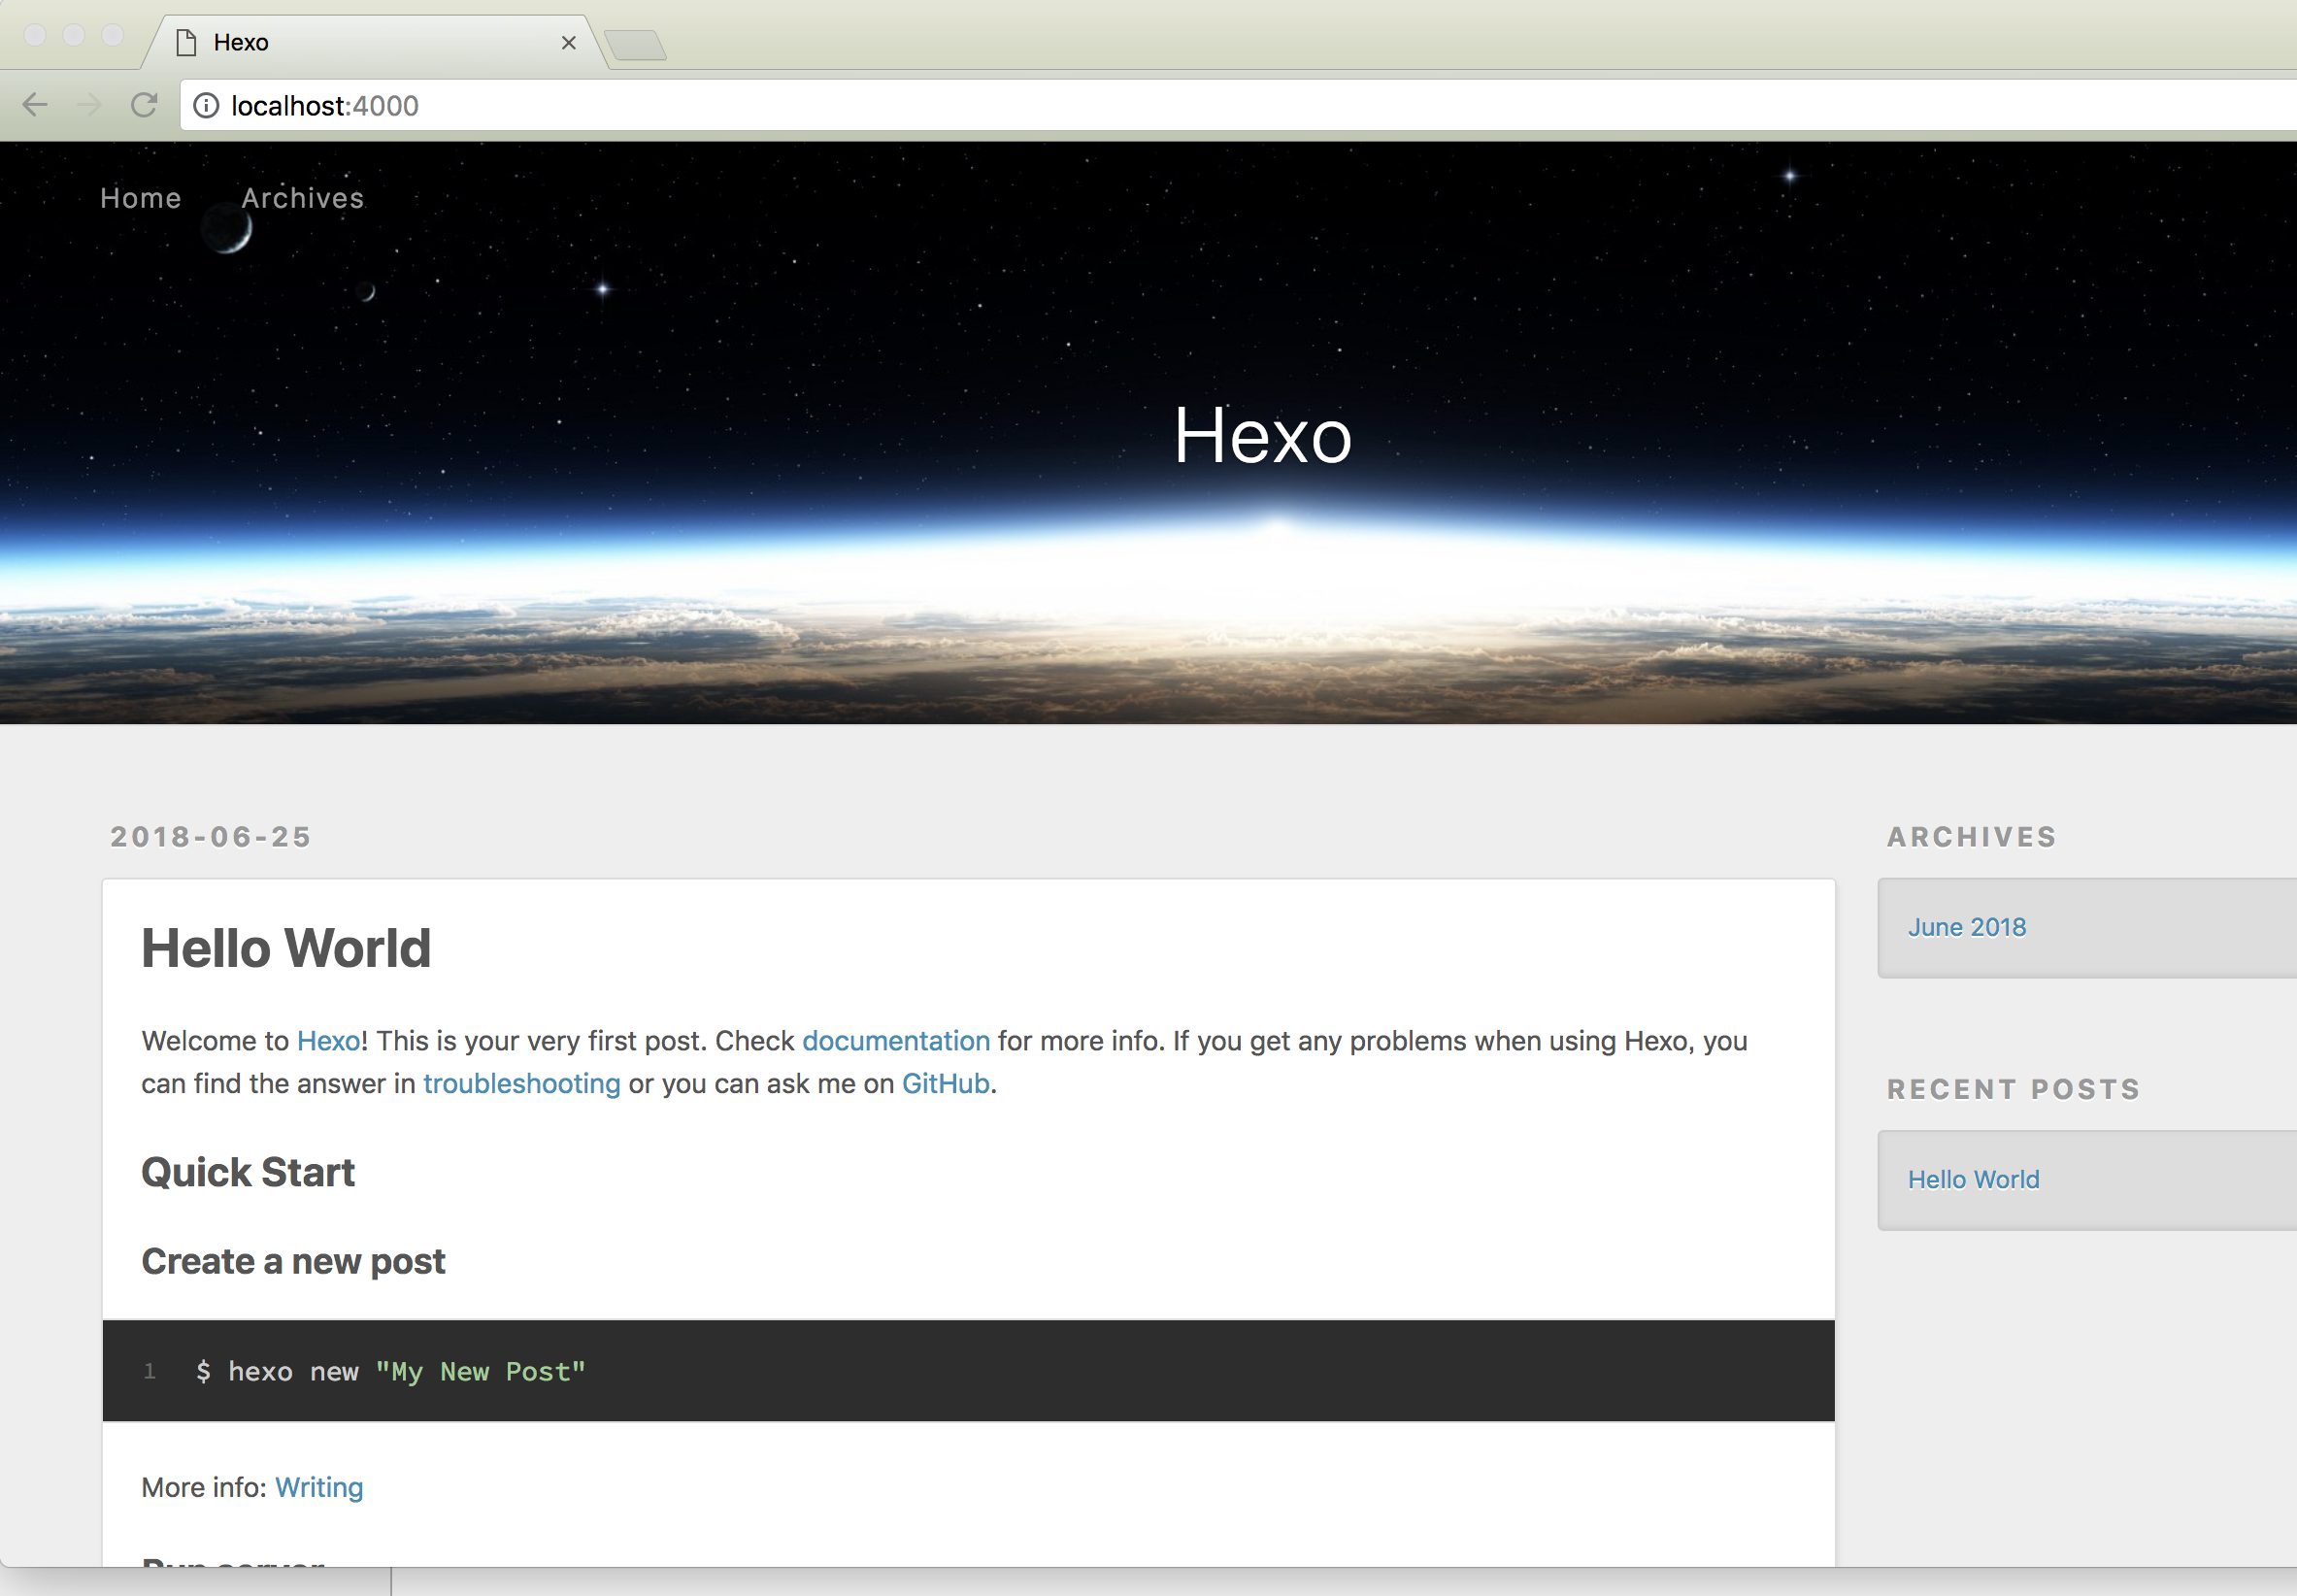 Hexo
localhost:4000
Home Archives
Hexo
2018-06-25
Hello World
Welcome to Hexo! This is your very first post. Check documentation for more info. If you get any problems when using Hexo, you
can find the answer in troubleshooting or you can ask me on GitHub.
Quick Start
Create a new post
1 $ hexo new "My New Post"
More info: Writing
Run server
ARCHIVES
June 2018
RECENT POSTS
Hello World